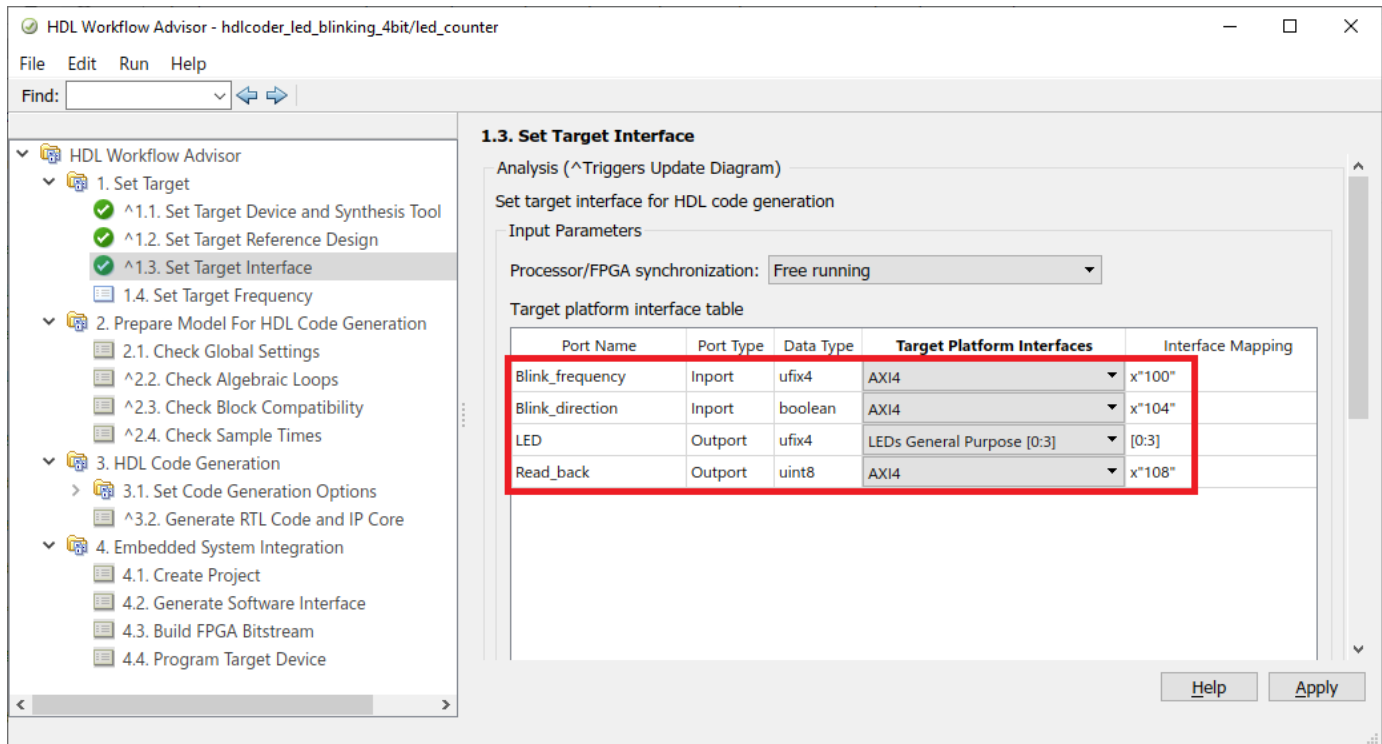 HDL Workflow Advisor - hdlcoder_led_blinking_4bit/led_counter
File Edit Run Help
Find:
HDL Workflow Advisor
1. Set Target
^1.1. Set Target Device and Synthesis Tool
^1.2. Set Target Reference Design
^1.3. Set Target Interface
1.4. Set Target Frequency
2. Prepare Model For HDL Code Generation
2.1. Check Global Settings
^2.2. Check Algebraic Loops
^2.3. Check Block Compatibility
^2.4. Check Sample Times
3. HDL Code Generation
3.1. Set Code Generation Options
^3.2. Generate RTL Code and IP Core
4. Embedded System Integration
4.1. Create Project
4.2. Generate Software Interface
4.3. Build FPGA Bitstream
4.4. Program Target Device
1.3. Set Target Interface
Analysis (^Triggers Update Diagram)
Set target interface for HDL code generation
Input Parameters
Processor/FPGA synchronization: Free running
Target platform interface table
Port Name Port Type Data Type Target Platform Interfaces Interface Mapping
Blink_frequency Inport ufix4 AXI4 x"100"
Blink_direction Inport boolean AXI4 x"104"
LED Outport ufix4 LEDs General Purpose [0:3] [0:3]
Read_back Outport uint8 AXI4 x"108"
Help Apply